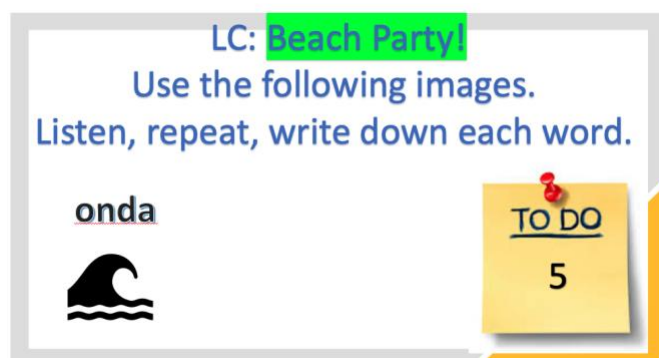 LC: Beach Party!
Use the following images.
Listen, repeat, write down each word.
onda
TO DO
5